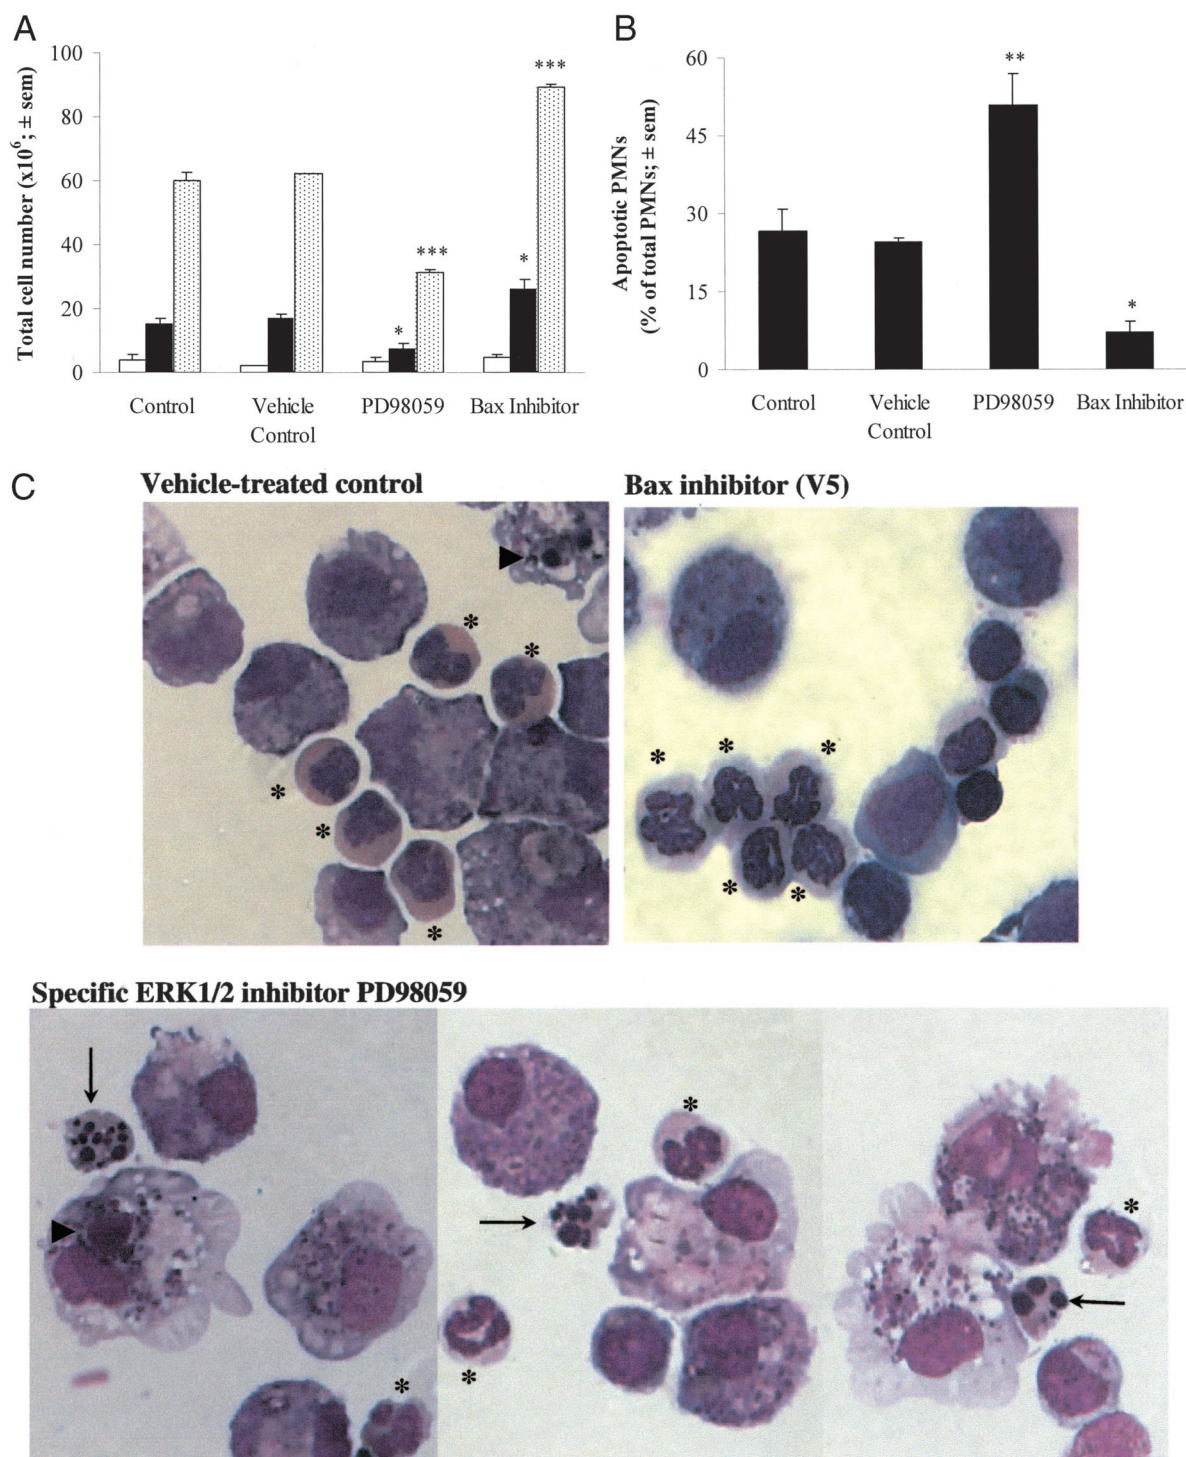 A
Total cell number (x10⁶; ± sem)
100
80
60
40
20
0
***
***
*
*
Control
Vehicle
Control
PD98059
Bax Inhibitor
B
Apoptotic PMNs
(% of total PMNs; ± sem)
60
45
30
15
0
**
*
Control
Vehicle
Control
PD98059
Bax Inhibitor
C
Vehicle-treated control
Bax inhibitor (V5)
* * * * *
* * * * *
Specific ERK1/2 inhibitor PD98059
* * * *